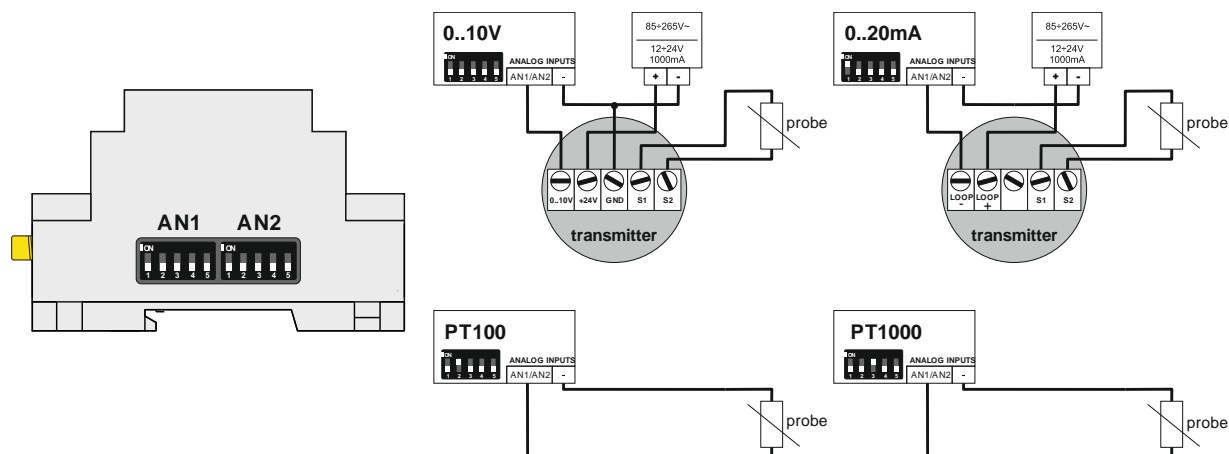 AN1 AN2
ON ON
1 2 3 4 5 1 2 3 4 5
0..10V
ON
1 2 3 4 5
ANALOG INPUTS
AN1/AN2 -
85÷265V~
12÷24V
1000mA
+ -
probe
0..10V +24V GND S1 S2
transmitter
0..20mA
ON
1 2 3 4 5
ANALOG INPUTS
AN1/AN2 -
85÷265V~
12÷24V
1000mA
+ -
probe
LOOP - LOOP + S1 S2
transmitter
PT100
ON
1 2 3 4 5
ANALOG INPUTS
AN1/AN2 -
probe
PT1000
ON
1 2 3 4 5
ANALOG INPUTS
AN1/AN2 -
probe